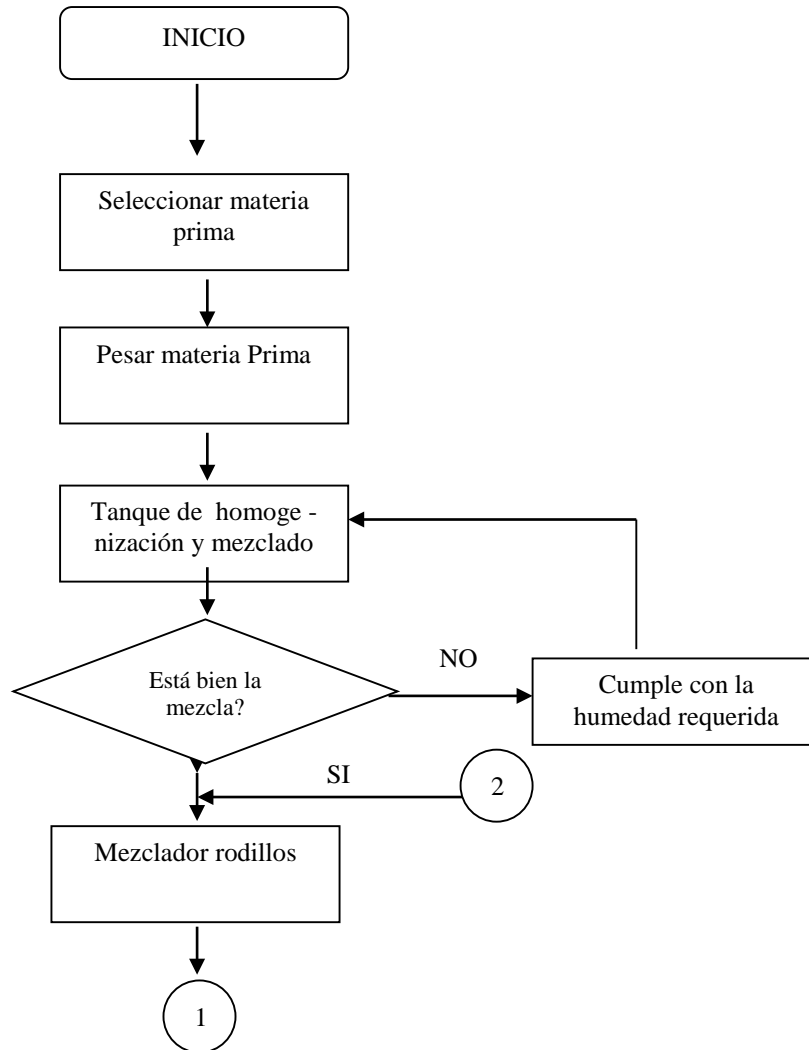 INICIO
Seleccionar materia
prima
Pesar materia Prima
Tanque de homoge -
nización y mezclado
Está bien la
mezcla?
NO
Cumple con la
humedad requerida
SI
2
Mezclador rodillos
1